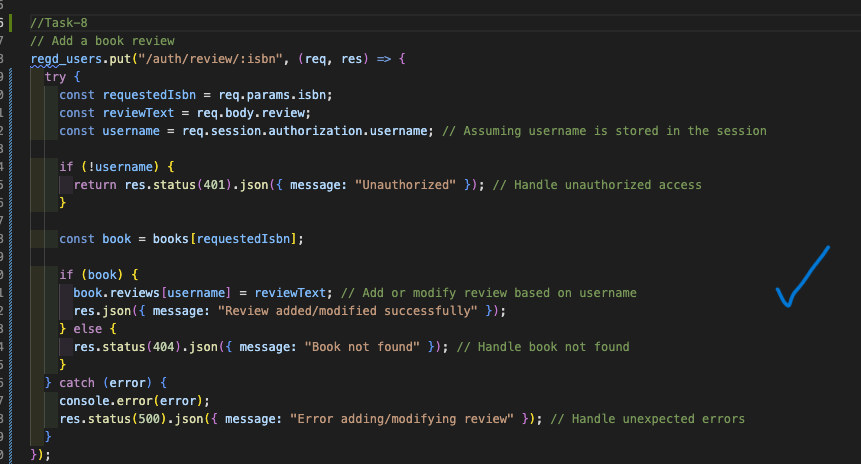 //Task-8
// Add a book review
regd_users.put("/auth/review/:isbn", (req, res) => {
try {
const requestedIsbn = req.params.isbn;
const reviewText = req.body.review;
const username = req.session.authorization.username; // Assuming username is stored in the session
if (!username) {
return res.status(401).json({ message: "Unauthorized" }); // Handle unauthorized access
}
const book = books[requestedIsbn];
if (book) {
book.reviews[username] = reviewText; // Add or modify review based on username
res.json({ message: "Review added/modified successfully" });
} else {
res.status(404).json({ message: "Book not found" }); // Handle book not found
}
} catch (error) {
console.error(error);
res.status(500).json({ message: "Error adding/modifying review" }); // Handle unexpected errors
}
});